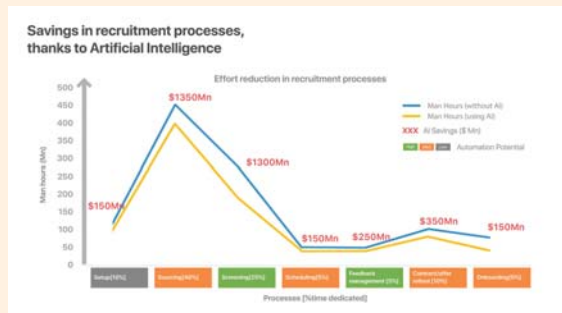 Savings in recruitment processes,
thanks to Artificial Intelligence
Effort reduction in recruitment processes
Man hours (Mn)
500
450
400
350
300
250
200
150
100
50
0
$150Mn
$1350Mn
$1300Mn
$150Mn
$250Mn
$350Mn
$150Mn
Man Hours (without AI)
Man Hours (using AI)
XXX AI Savings ($ Mn)
Automation Potential
Setup(10%)
Sourcing(40%)
Screening(25%)
Scheduling(5%)
Feedback
management (5%)
rollout (10%)
Onboarding(5%)
Processes [%time dedicated]